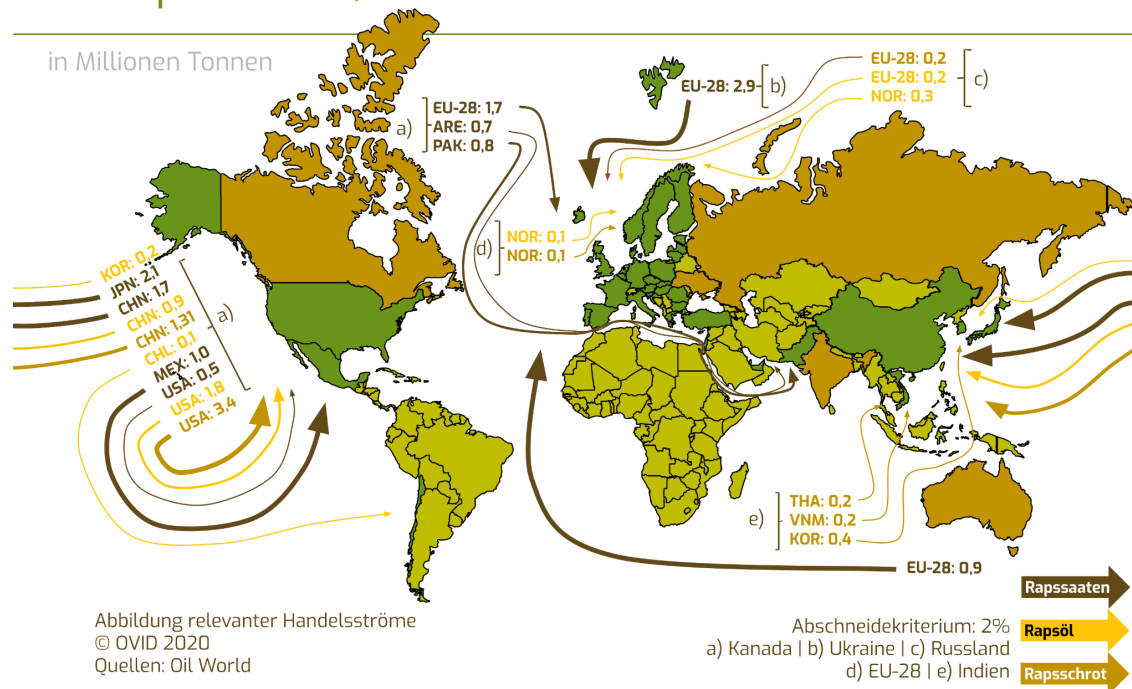 in Millionen Tonnen
a)
EU-28: 1,7
ARE: 0,7
PAK: 0,8
EU-28: 2,9
b)
EU-28: 0,2
EU-28: 0,2
NOR: 0,3
c)
d)
NOR: 0,1
NOR: 0,1
KOR: 0,2
JPN: 2,1
CHN: 1,7
CHN: 0,9
CHN: 1,31
CHL: 0,1
MEX: 1,0
USA: 0,5
USA: 1,8
USA: 3,4
a)
e)
THA: 0,2
VNM: 0,2
KOR: 0,4
EU-28: 0,9
Abbildung relevanter Handelsströme
© OVID 2020
Quellen: Oil World
Abschneidekriterium: 2%
a) Kanada | b) Ukraine | c) Russland
d) EU-28 | e) Indien
Rapssaaten
Rapsöl
Rapsschrot